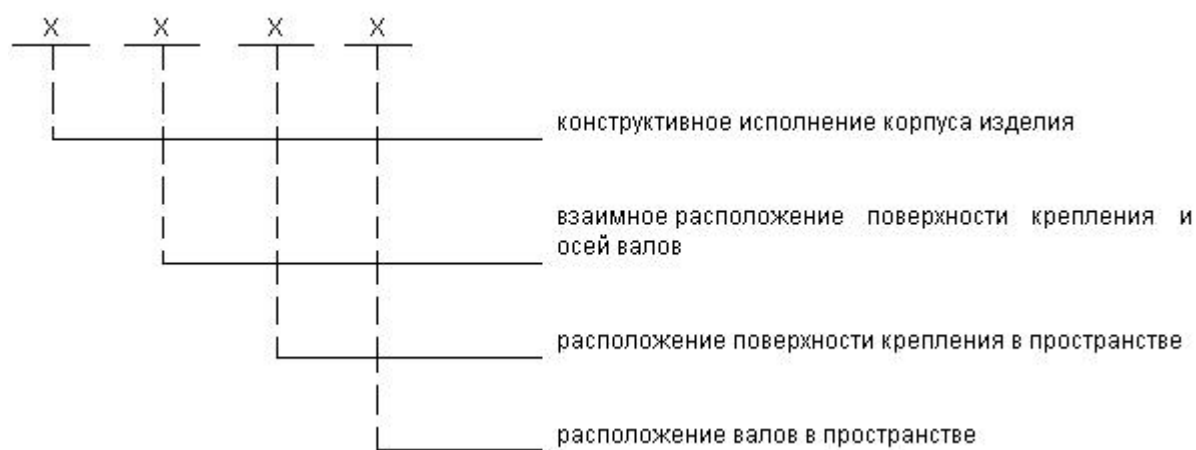 X X X X
конструктивное исполнение корпуса изделия
взаимное расположение поверхности крепления и
осей валов
расположение поверхности крепления в пространстве
расположение валов в пространстве